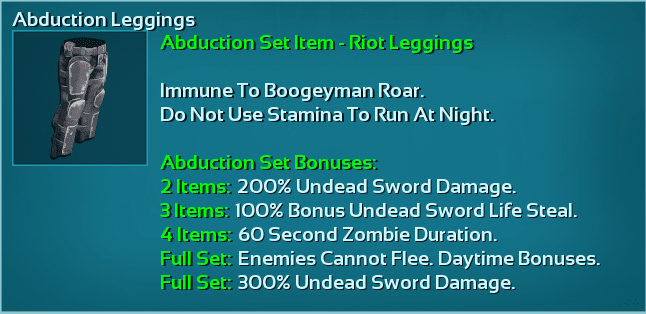 Abduction Leggings
Abduction Set Item - Riot Leggings
Immune To Boogeyman Roar.
Do Not Use Stamina To Run At Night.
Abduction Set Bonuses:
2 Items: 200% Undead Sword Damage.
3 Items: 100% Bonus Undead Sword Life Steal.
4 Items: 60 Second Zombie Duration.
Full Set: Enemies Cannot Flee. Daytime Bonuses.
Full Set: 300% Undead Sword Damage.